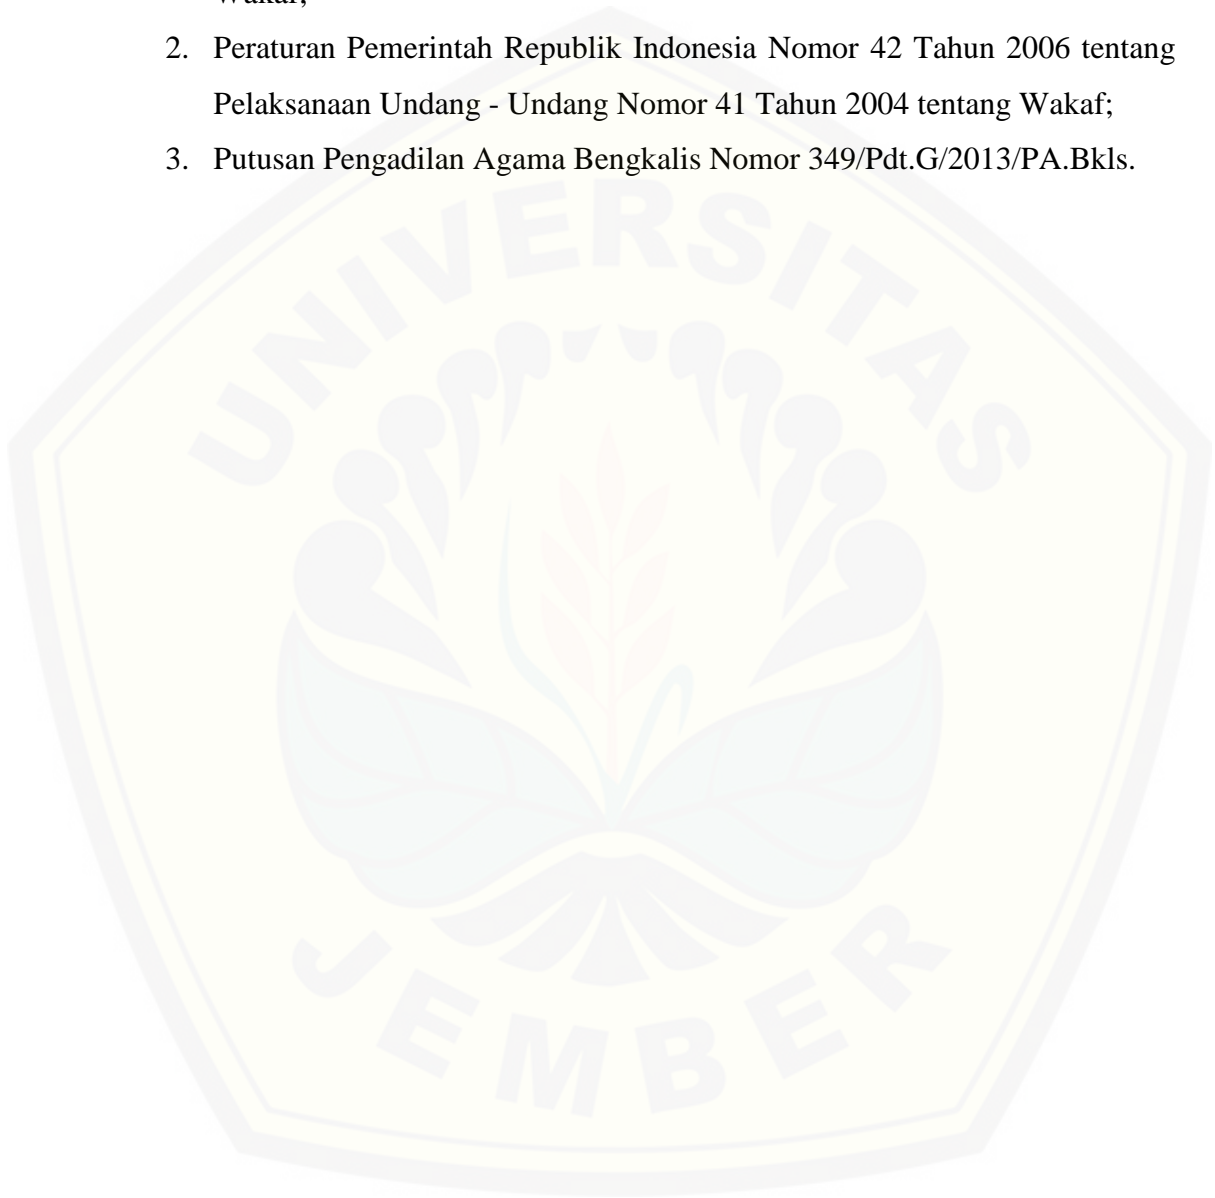 Wakaf;
2. Peraturan Pemerintah Republik Indonesia Nomor 42 Tahun 2006 tentang
Pelaksanaan Undang - Undang Nomor 41 Tahun 2004 tentang Wakaf;
3. Putusan Pengadilan Agama Bengkalis Nomor 349/Pdt.G/2013/PA.Bkls.
UNIVERSITAS
JEMBER